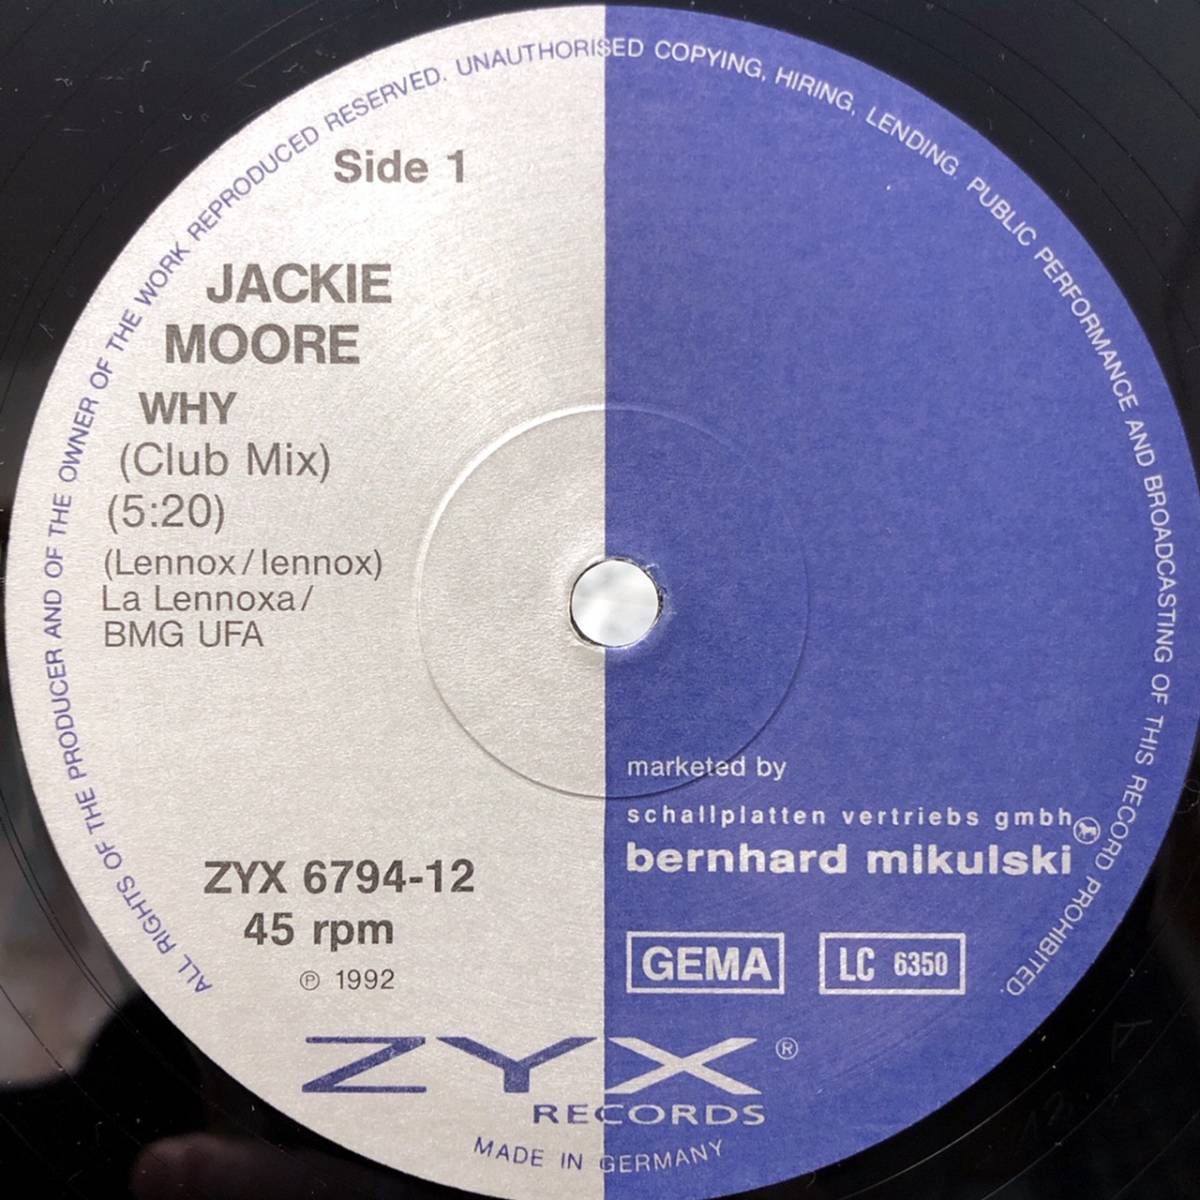 ALL RIGHTS OF THE PRODUCER AND OF THE OWNER OF THE WORK REPRODUCED RESERVED. UNAUTHORISED COPYING, HIRING, LENDING PUBLIC PERFORMANCE AND BROADCASTING OF THIS RECORD PROHIBITED.
Side 1
JACKIE
MOORE
WHY
(Club Mix)
(5:20)
(Lennox/lennox)
La Lennoxa/
BMG UFA
marketed by
schallplatten vertriebs gmbh
bernhard mikulski
ZYX 6794-12
45 rpm
℗ 1992
GEMA
LC 6350
ZYX ®
RECORDS
MADE IN GERMANY